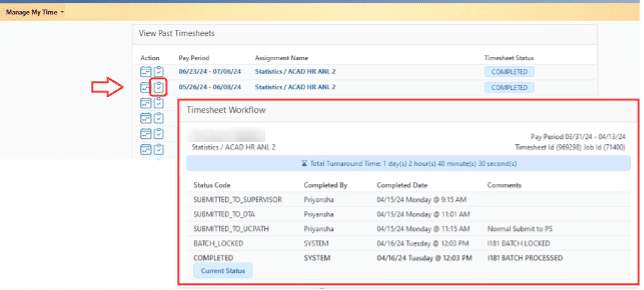 Manage My Time
View Past Timesheets
Action Pay Period Assignment Name Timesheet Status
06/23/24 - 07/06/24 Statistics / ACAD HR ANL 2 COMPLETED
05/26/24 - 06/08/24 Statistics / ACAD HR ANL 2 COMPLETED
Timesheet Workflow
Pay Period 03/31/24 - 04/13/24
Statistics / ACAD HR ANL 2 Timesheet Id (969298) Job Id (71400)
Total Turnaround Time: 1 day(s) 2 hour(s) 40 minute(s) 30 second(s)
Status Code Completed By Completed Date Comments
SUBMITTED_TO_SUPERVISOR Priyansha 04/15/24 Monday @ 9:15 AM
SUBMITTED_TO_DTA Priyansha 04/15/24 Monday @ 11:01 AM
SUBMITTED_TO_UCPATH Priyansha 04/15/24 Monday @ 11:15 AM Normal Submit to PS
BATCH_LOCKED SYSTEM 04/16/24 Tuesday @ 12:03 PM I181 BATCH LOCKED
COMPLETED SYSTEM 04/16/24 Tuesday @ 12:03 PM I181 BATCH PROCESSED
Current Status